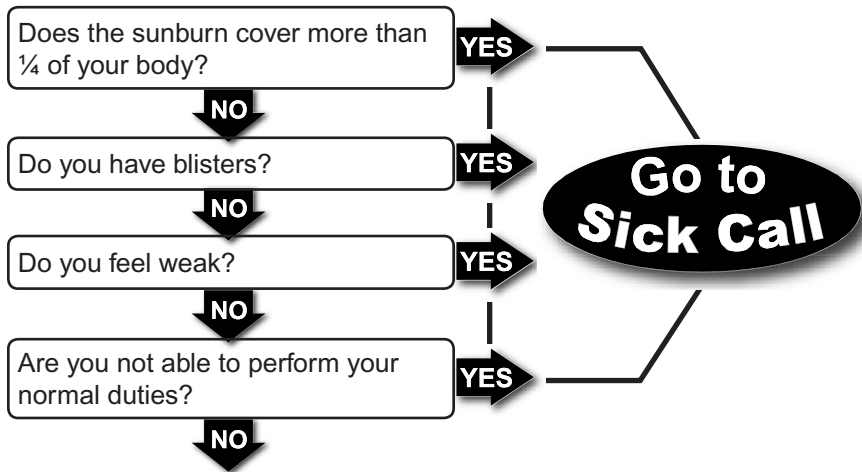 Does the sunburn cover more than
¼ of your body?
YES
NO
Do you have blisters?
YES
NO
Do you feel weak?
YES
NO
Are you not able to perform your
normal duties?
YES
NO
Go to
Sick Call